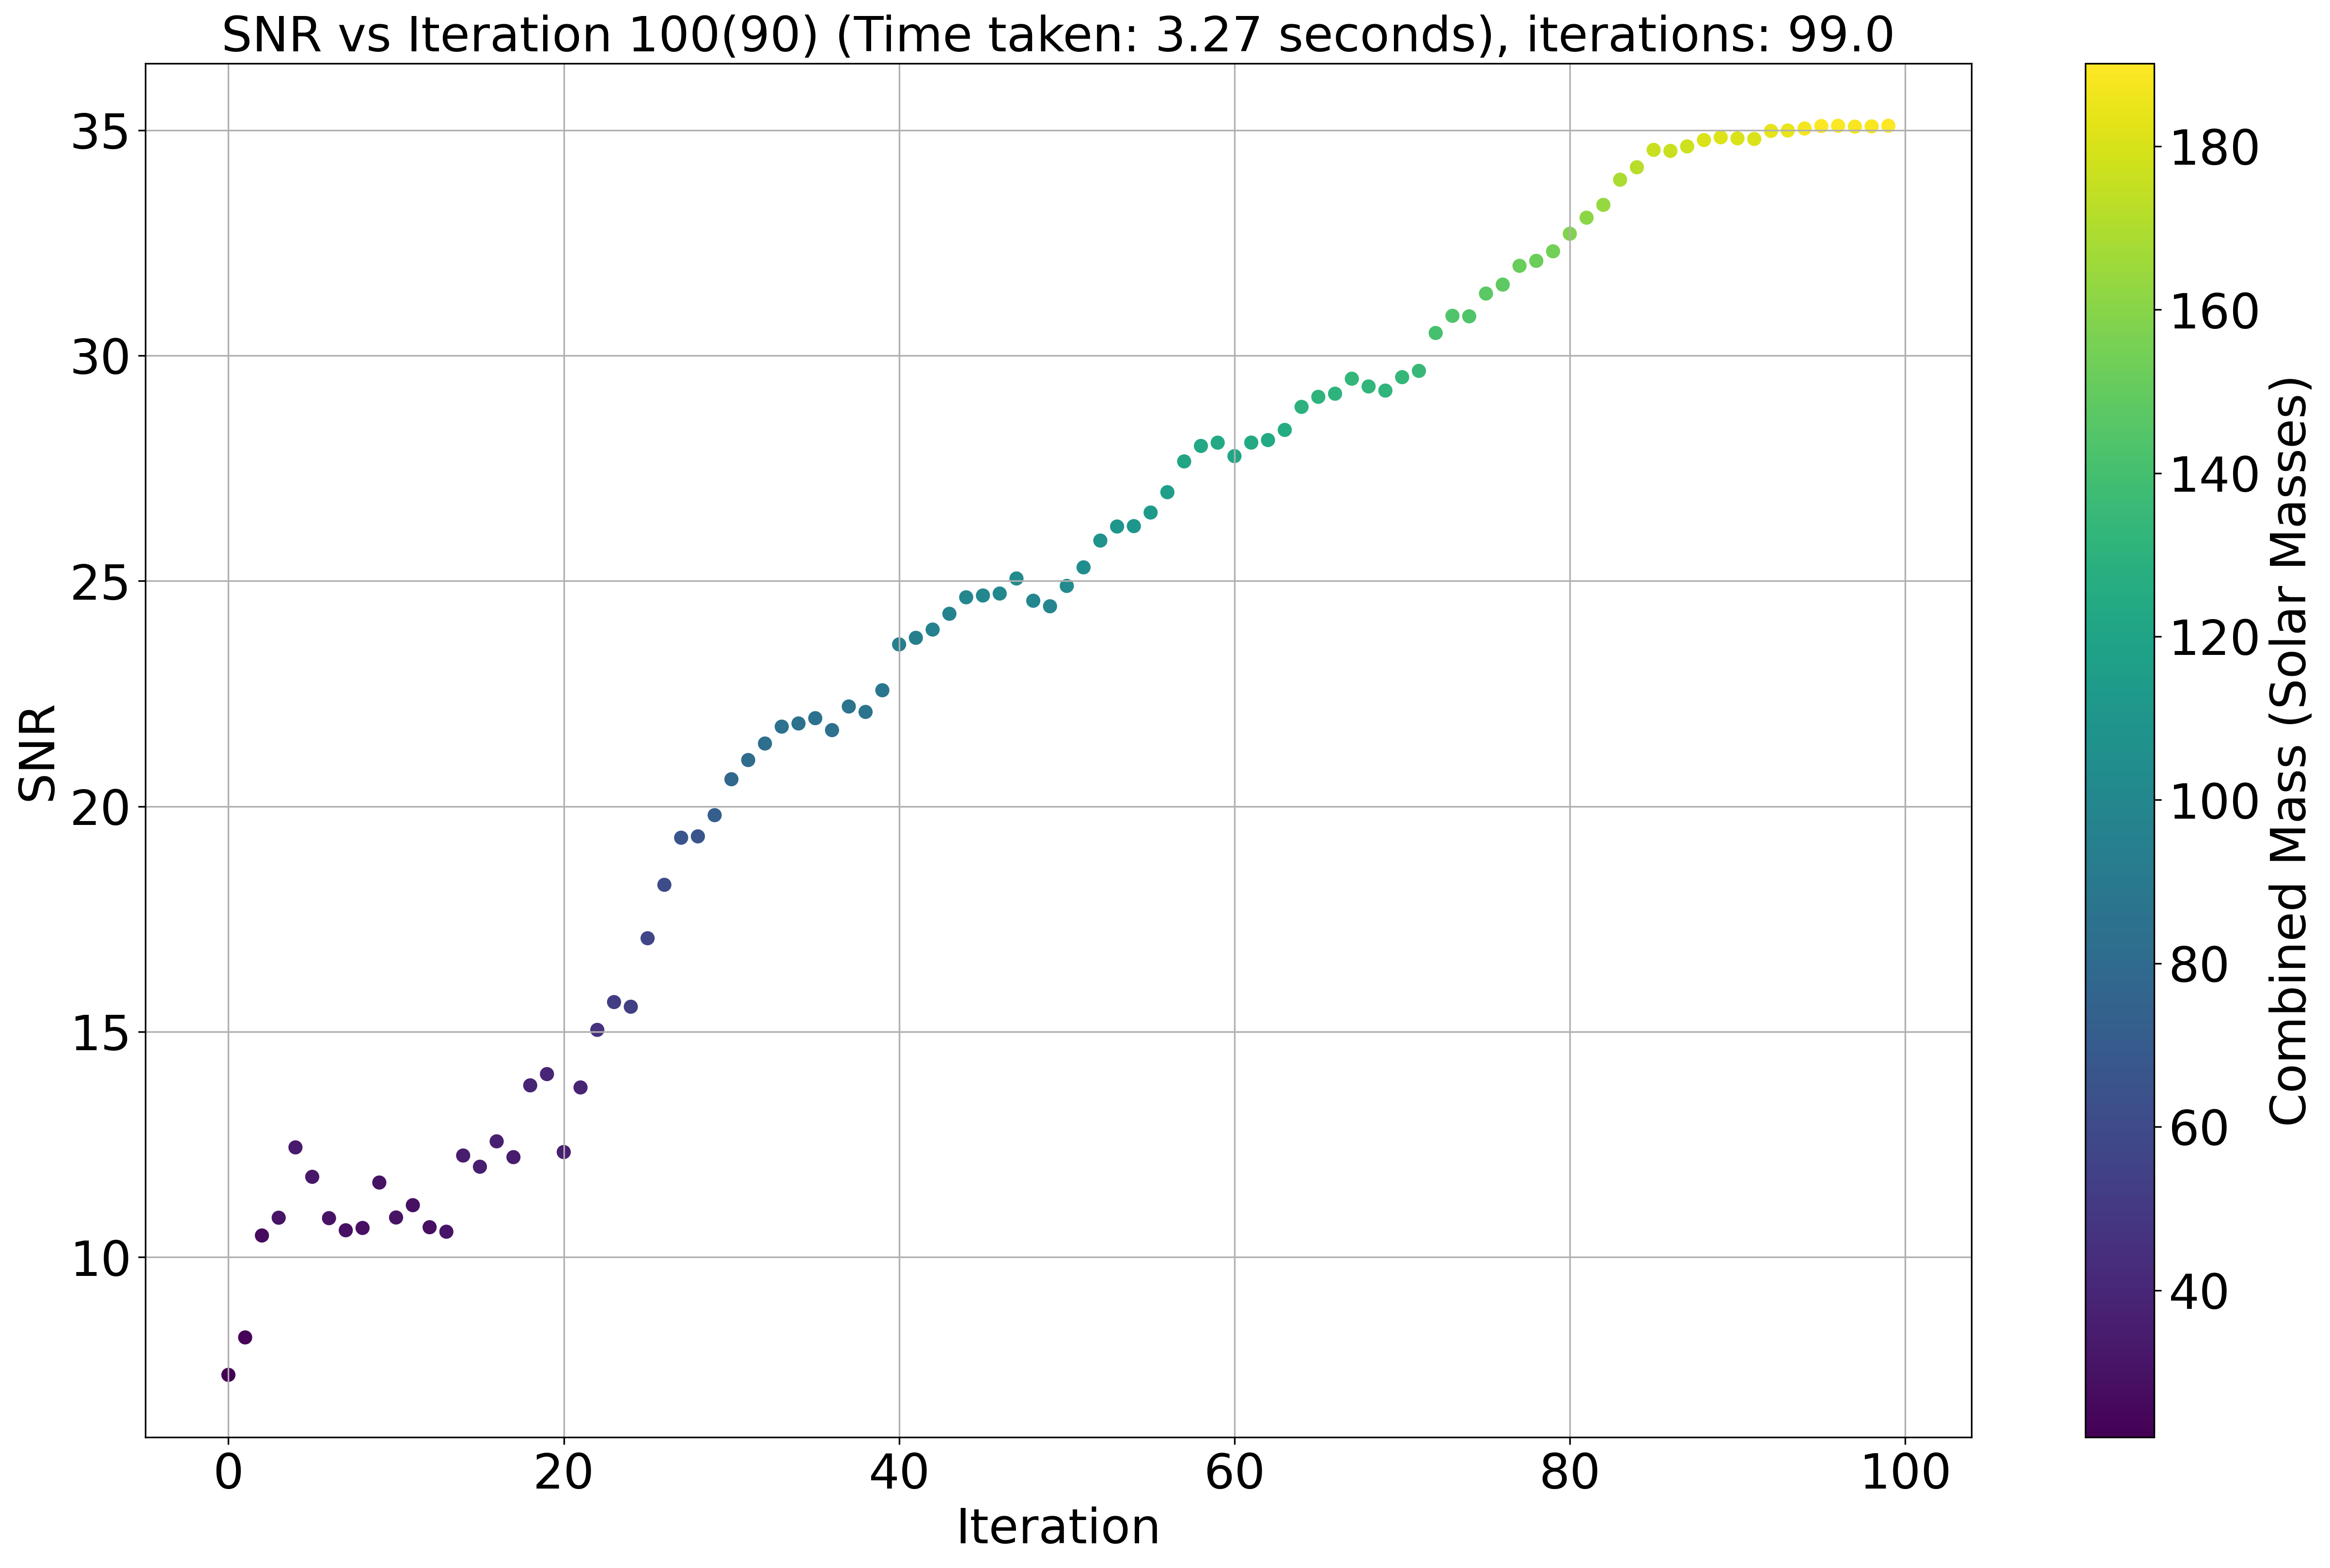 SNR vs Iteration 100(90) (Time taken: 3.27 seconds), iterations: 99.0
SNR
35
30
25
20
15
10
0 20 40 60 80 100
Iteration
180
160
140
120
100
80
60
40
Combined Mass (Solar Masses)